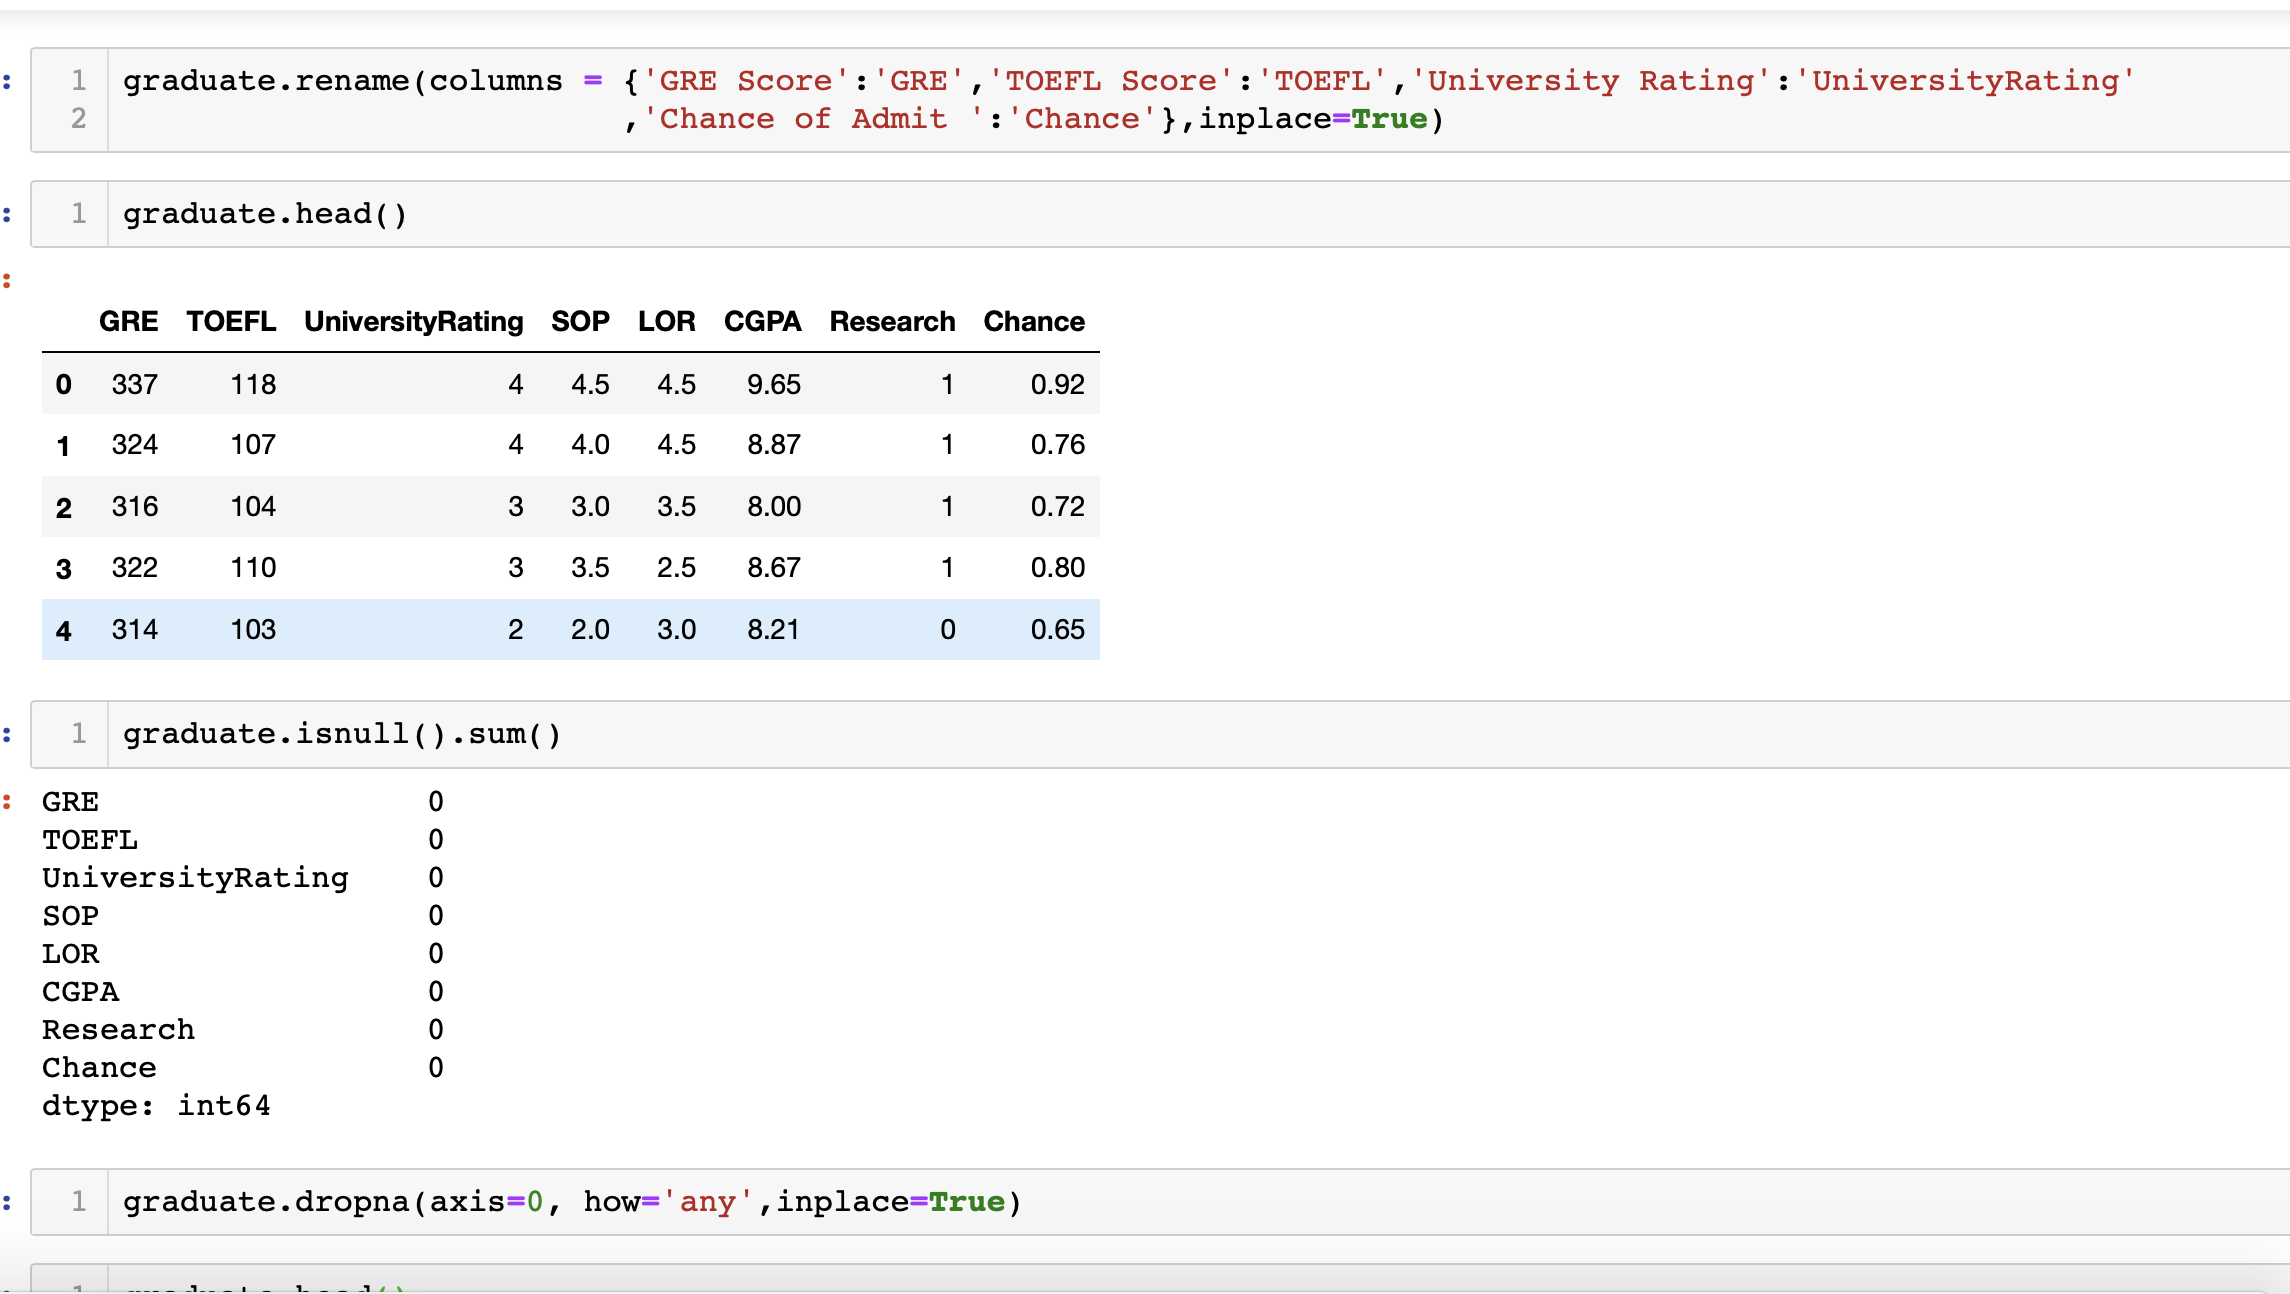 1 graduate.rename(columns = {'GRE Score':'GRE','TOEFL Score':'TOEFL','University Rating':'UniversityRating'
2 ,'Chance of Admit ':'Chance'},inplace=True)
1 graduate.head()
GRE TOEFL UniversityRating SOP LOR CGPA Research Chance
0 337 118 4 4.5 4.5 9.65 1 0.92
1 324 107 4 4.0 4.5 8.87 1 0.76
2 316 104 3 3.0 3.5 8.00 1 0.72
3 322 110 3 3.5 2.5 8.67 1 0.80
4 314 103 2 2.0 3.0 8.21 0 0.65
1 graduate.isnull().sum()
GRE 0
TOEFL 0
UniversityRating 0
SOP 0
LOR 0
CGPA 0
Research 0
Chance 0
dtype: int64
1 graduate.dropna(axis=0, how='any',inplace=True)
1 graduate.head()